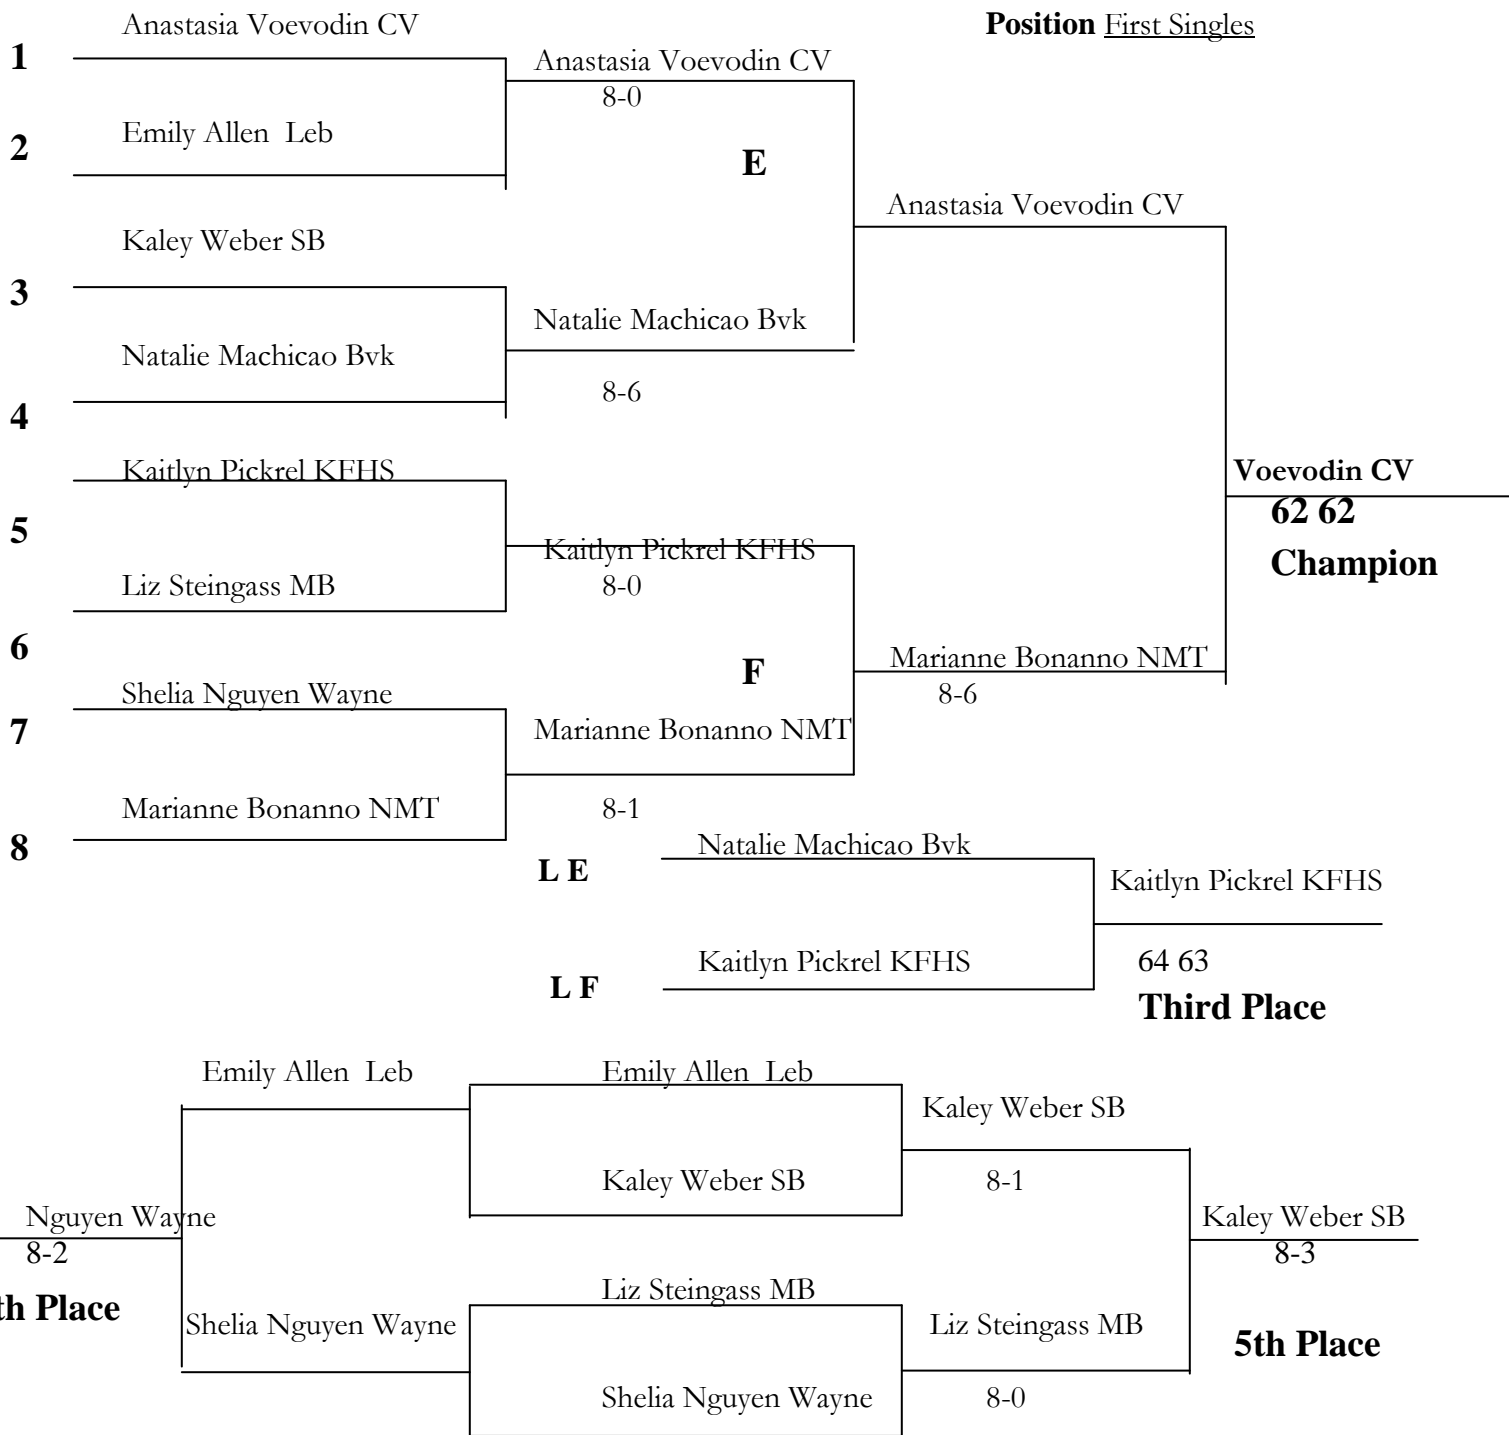 Anastasia Voevodin CV
Position First Singles
1
Anastasia Voevodin CV
8-0
2
Emily Allen Leb
E
Anastasia Voevodin CV
Kaley Weber SB
3
Natalie Machicao Bvk
Natalie Machicao Bvk
8-6
4
Kaitlyn Pickrel KFHS
Voevodin CV
62 62
Champion
5
Kaitlyn Pickrel KFHS
8-0
Liz Steingass MB
6
F
Marianne Bonanno NMT
8-6
Shelia Nguyen Wayne
7
Marianne Bonanno NMT
Marianne Bonanno NMT
8-1
8
L E
Natalie Machicao Bvk
Kaitlyn Pickrel KFHS
L F
Kaitlyn Pickrel KFHS
64 63
Third Place
Emily Allen Leb
Emily Allen Leb
Kaley Weber SB
Kaley Weber SB
8-1
Nguyen Wayne
8-2
Kaley Weber SB
8-3
Liz Steingass MB
th Place
Shelia Nguyen Wayne
Liz Steingass MB
5th Place
Shelia Nguyen Wayne
8-0